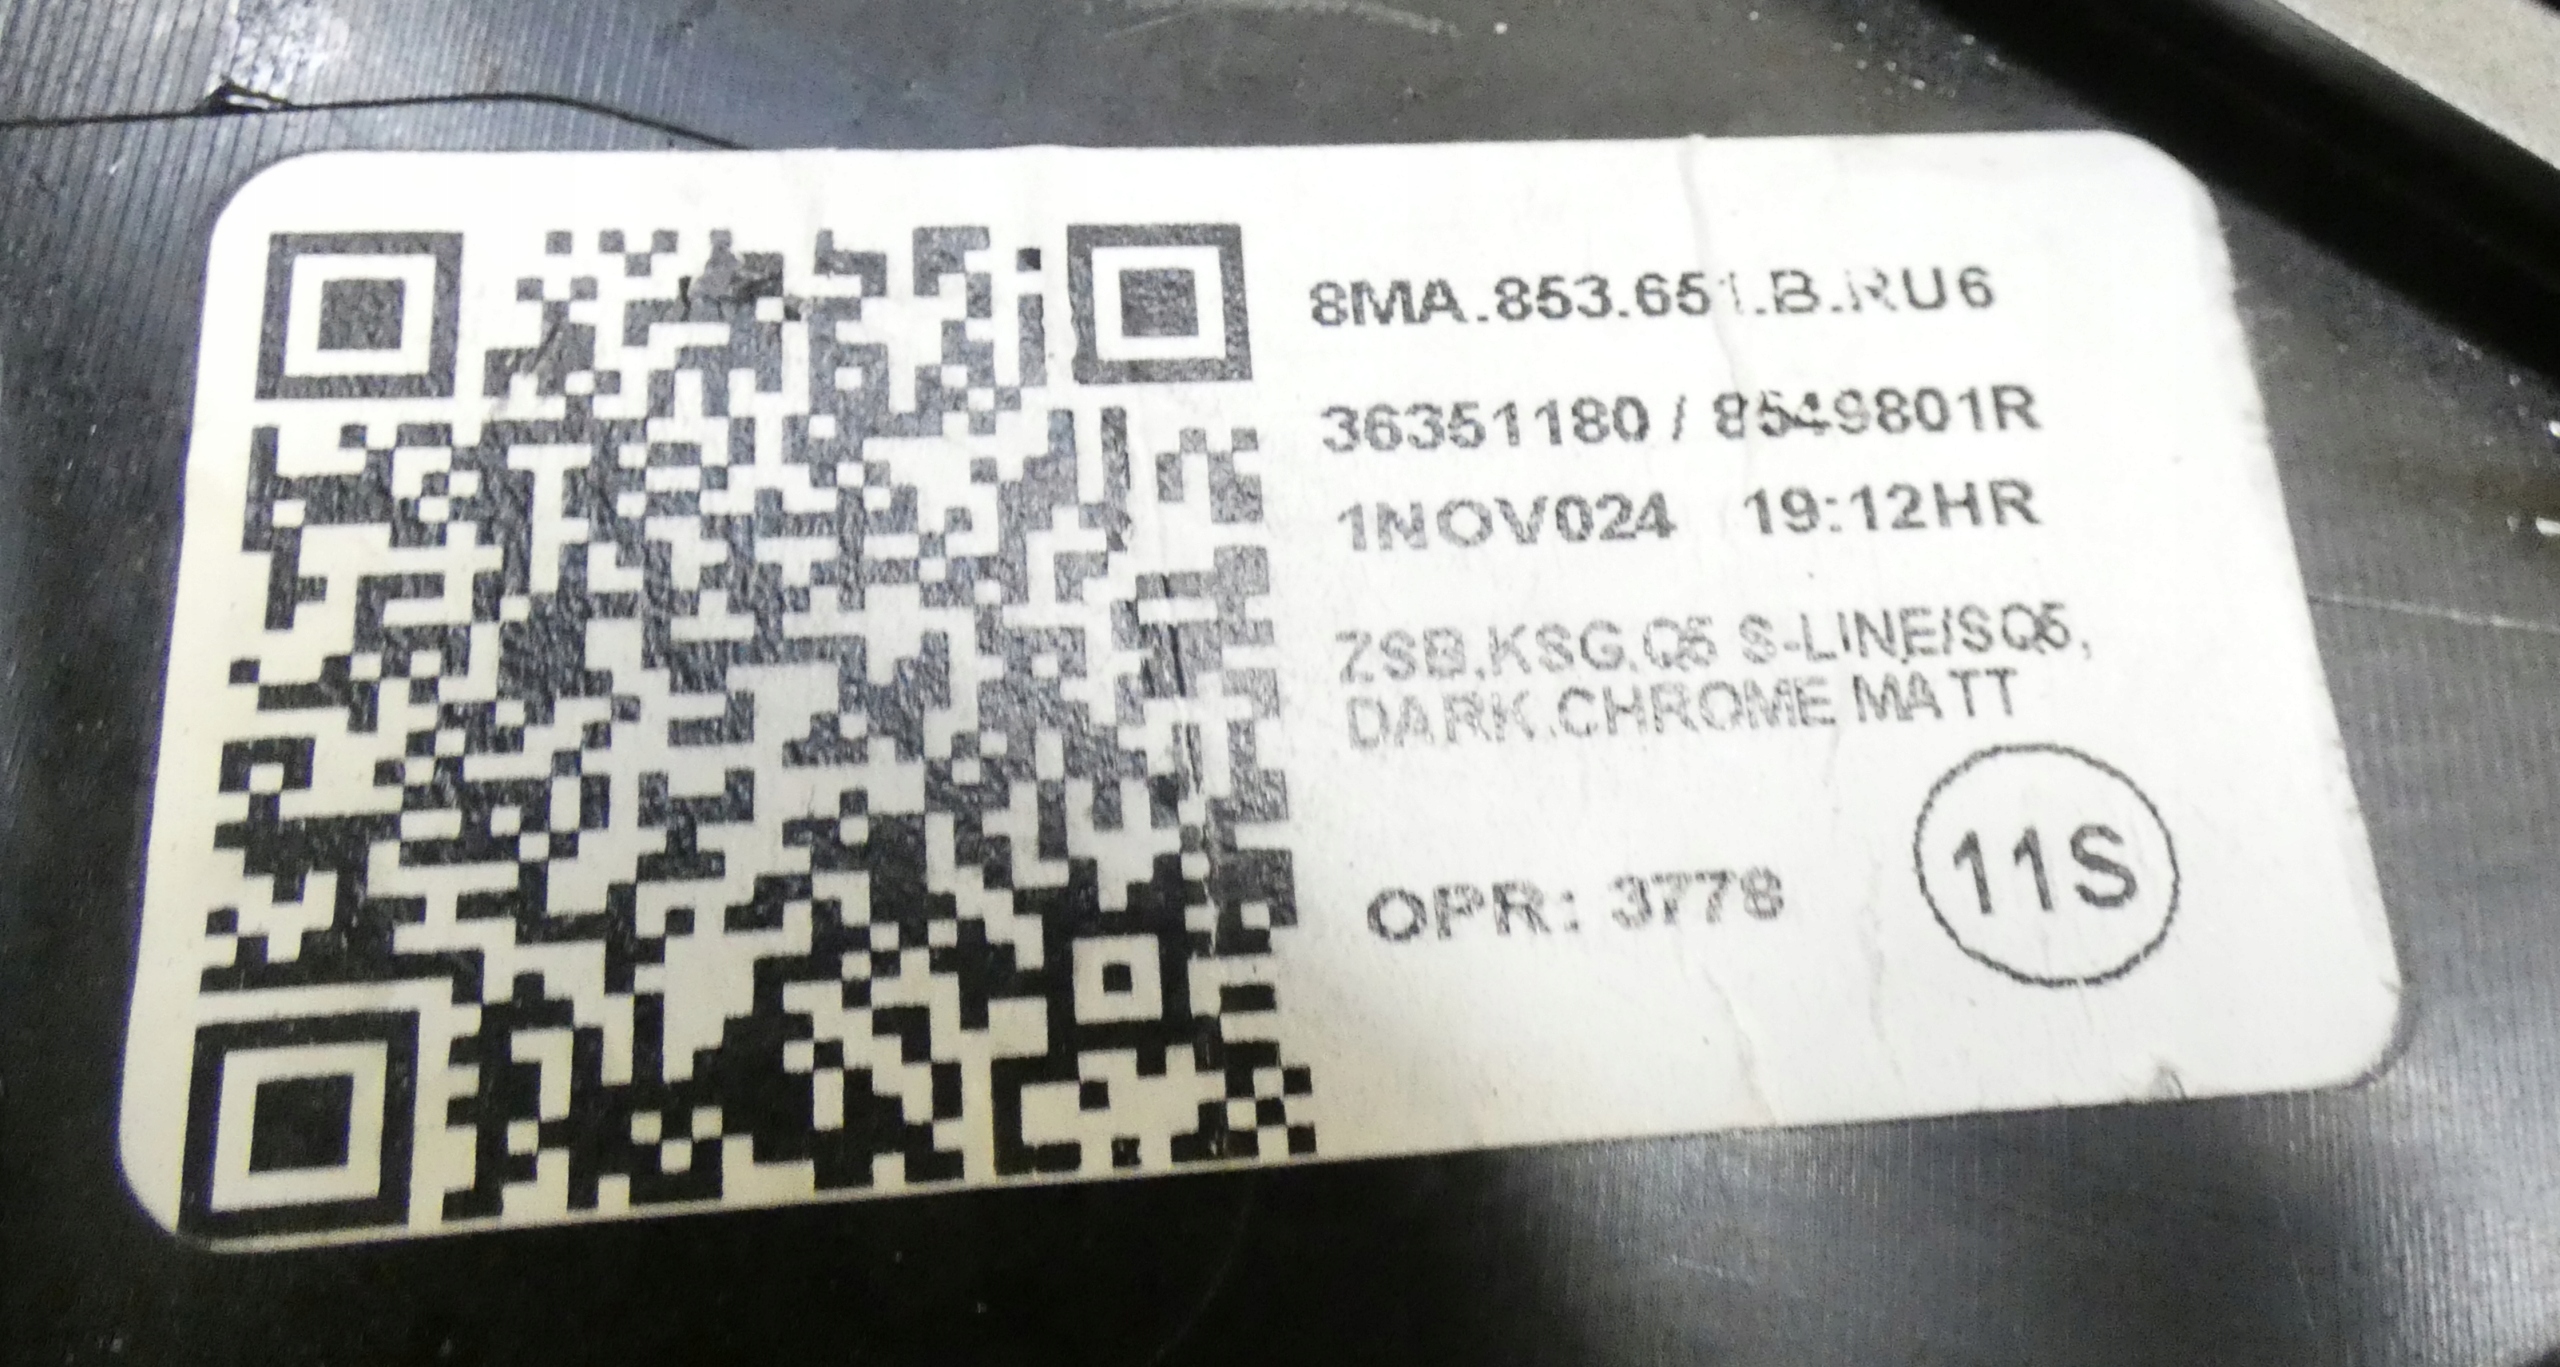 8MA.853.651.B.RU6
36351180 / 8549801R
1NOV024 19:12HR
ZSB.KSG.Q5 S-LINE/SQ5,
DARK.CHROME MATT
OPR: 3778
11S